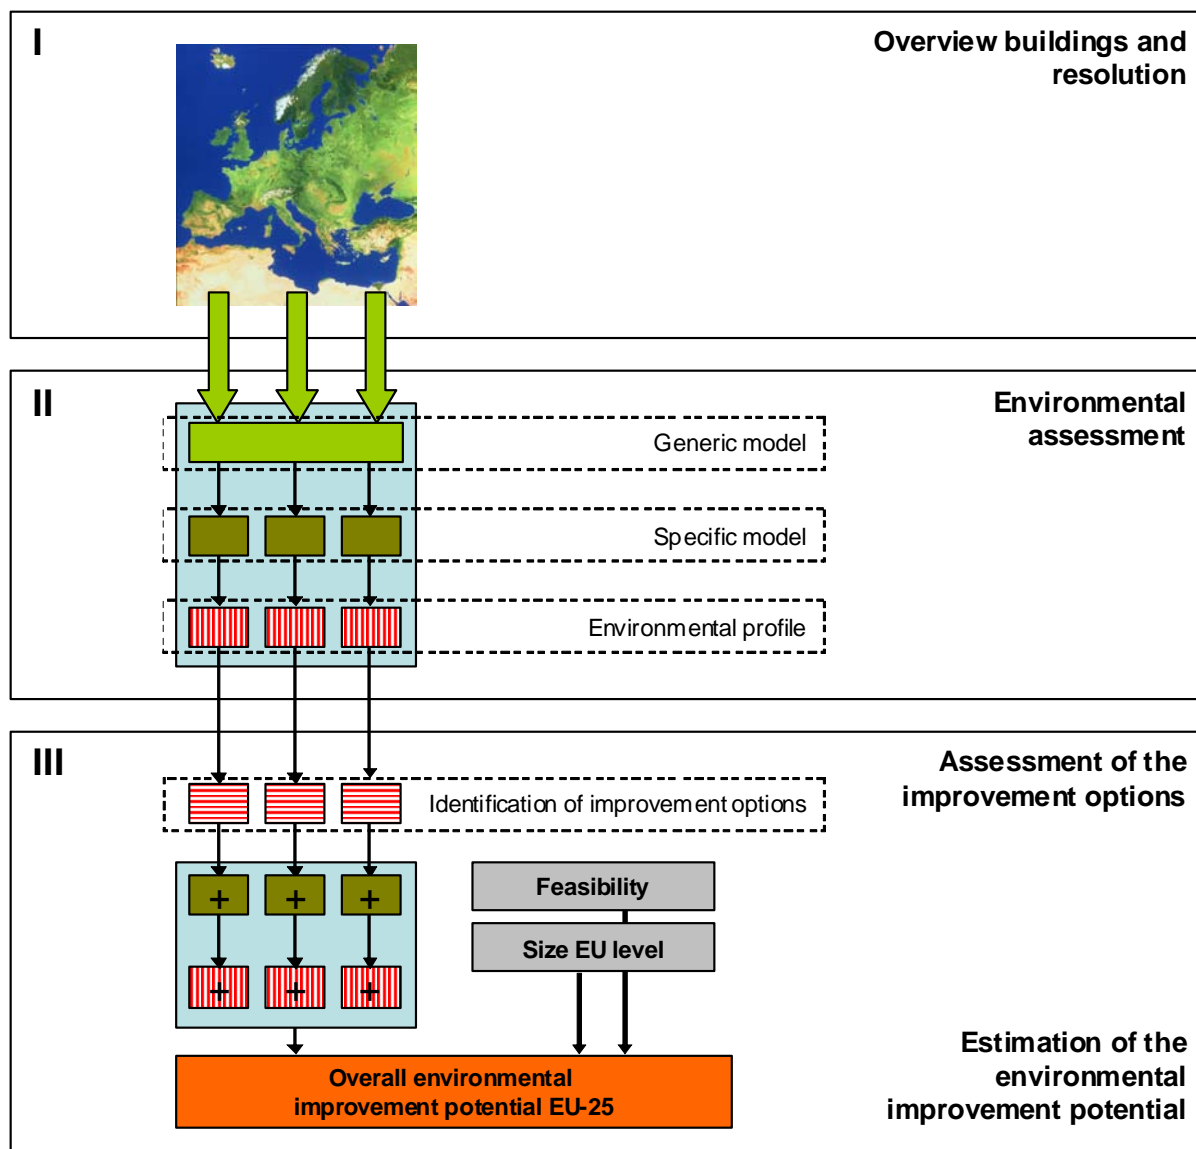 I
Overview buildings and
resolution
II
Environmental
assessment
Generic model
Specific model
Environmental profile
III
Assessment of the
improvement options
Identification of improvement options
+ + +
Feasibility
Size EU level
+ + +
Estimation of the
environmental
improvement potential
Overall environmental
improvement potential EU-25